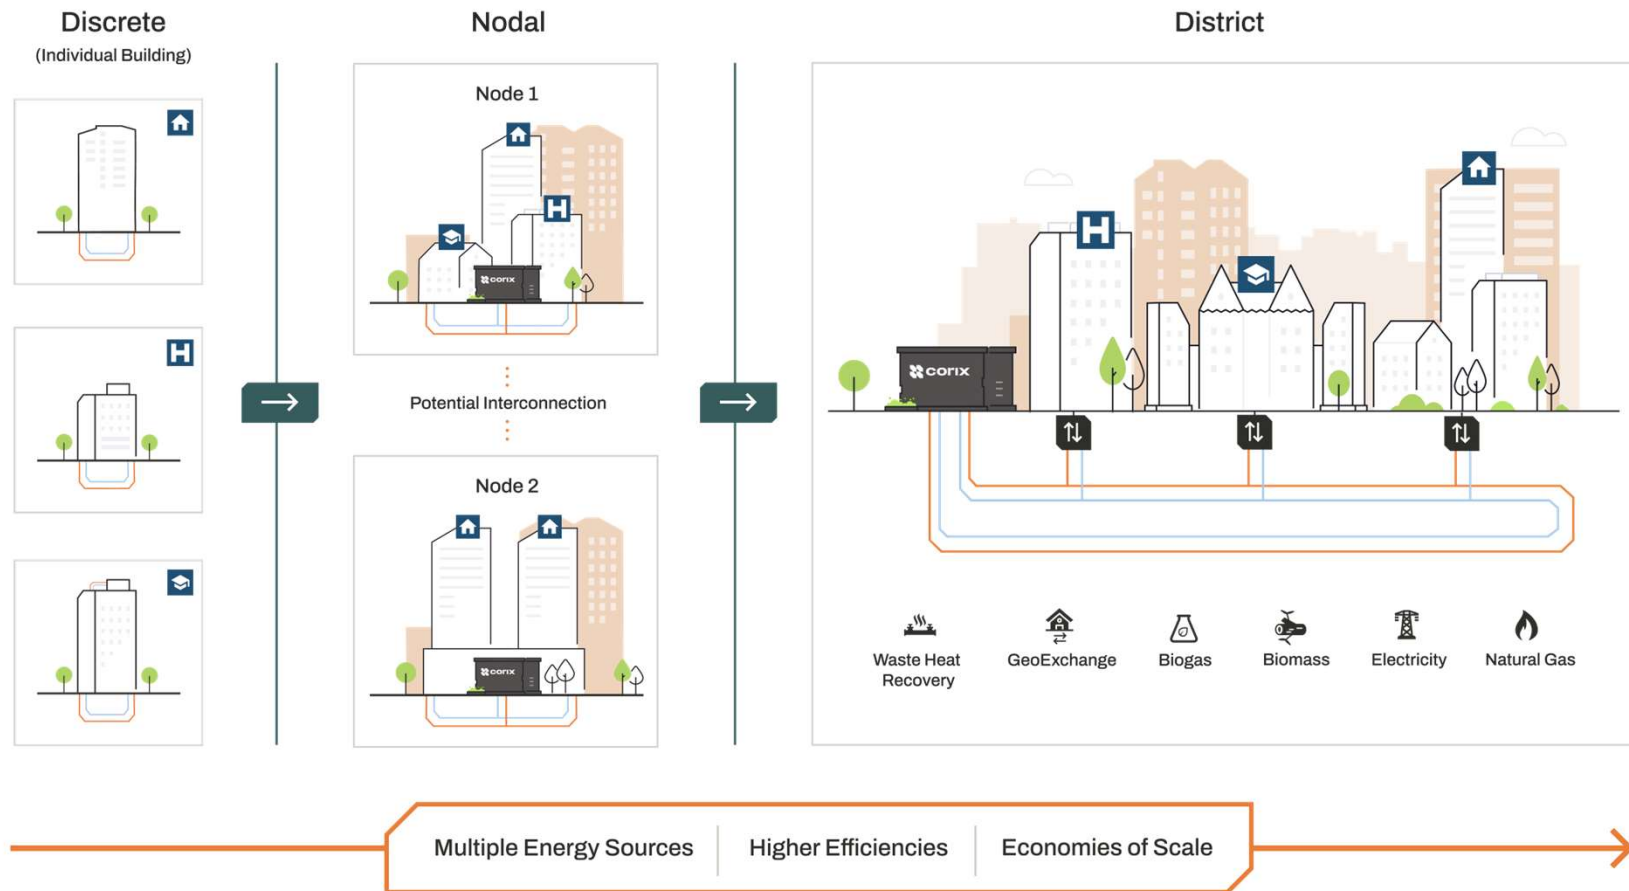 Discrete
(Individual Building)
Nodal
District
Node 1
H
corix
Potential Interconnection
Node 2
corix
H
H
corix
Waste Heat
Recovery
GeoExchange
Biogas
Biomass
Electricity
Natural Gas
Multiple Energy Sources
Higher Efficiencies
Economies of Scale